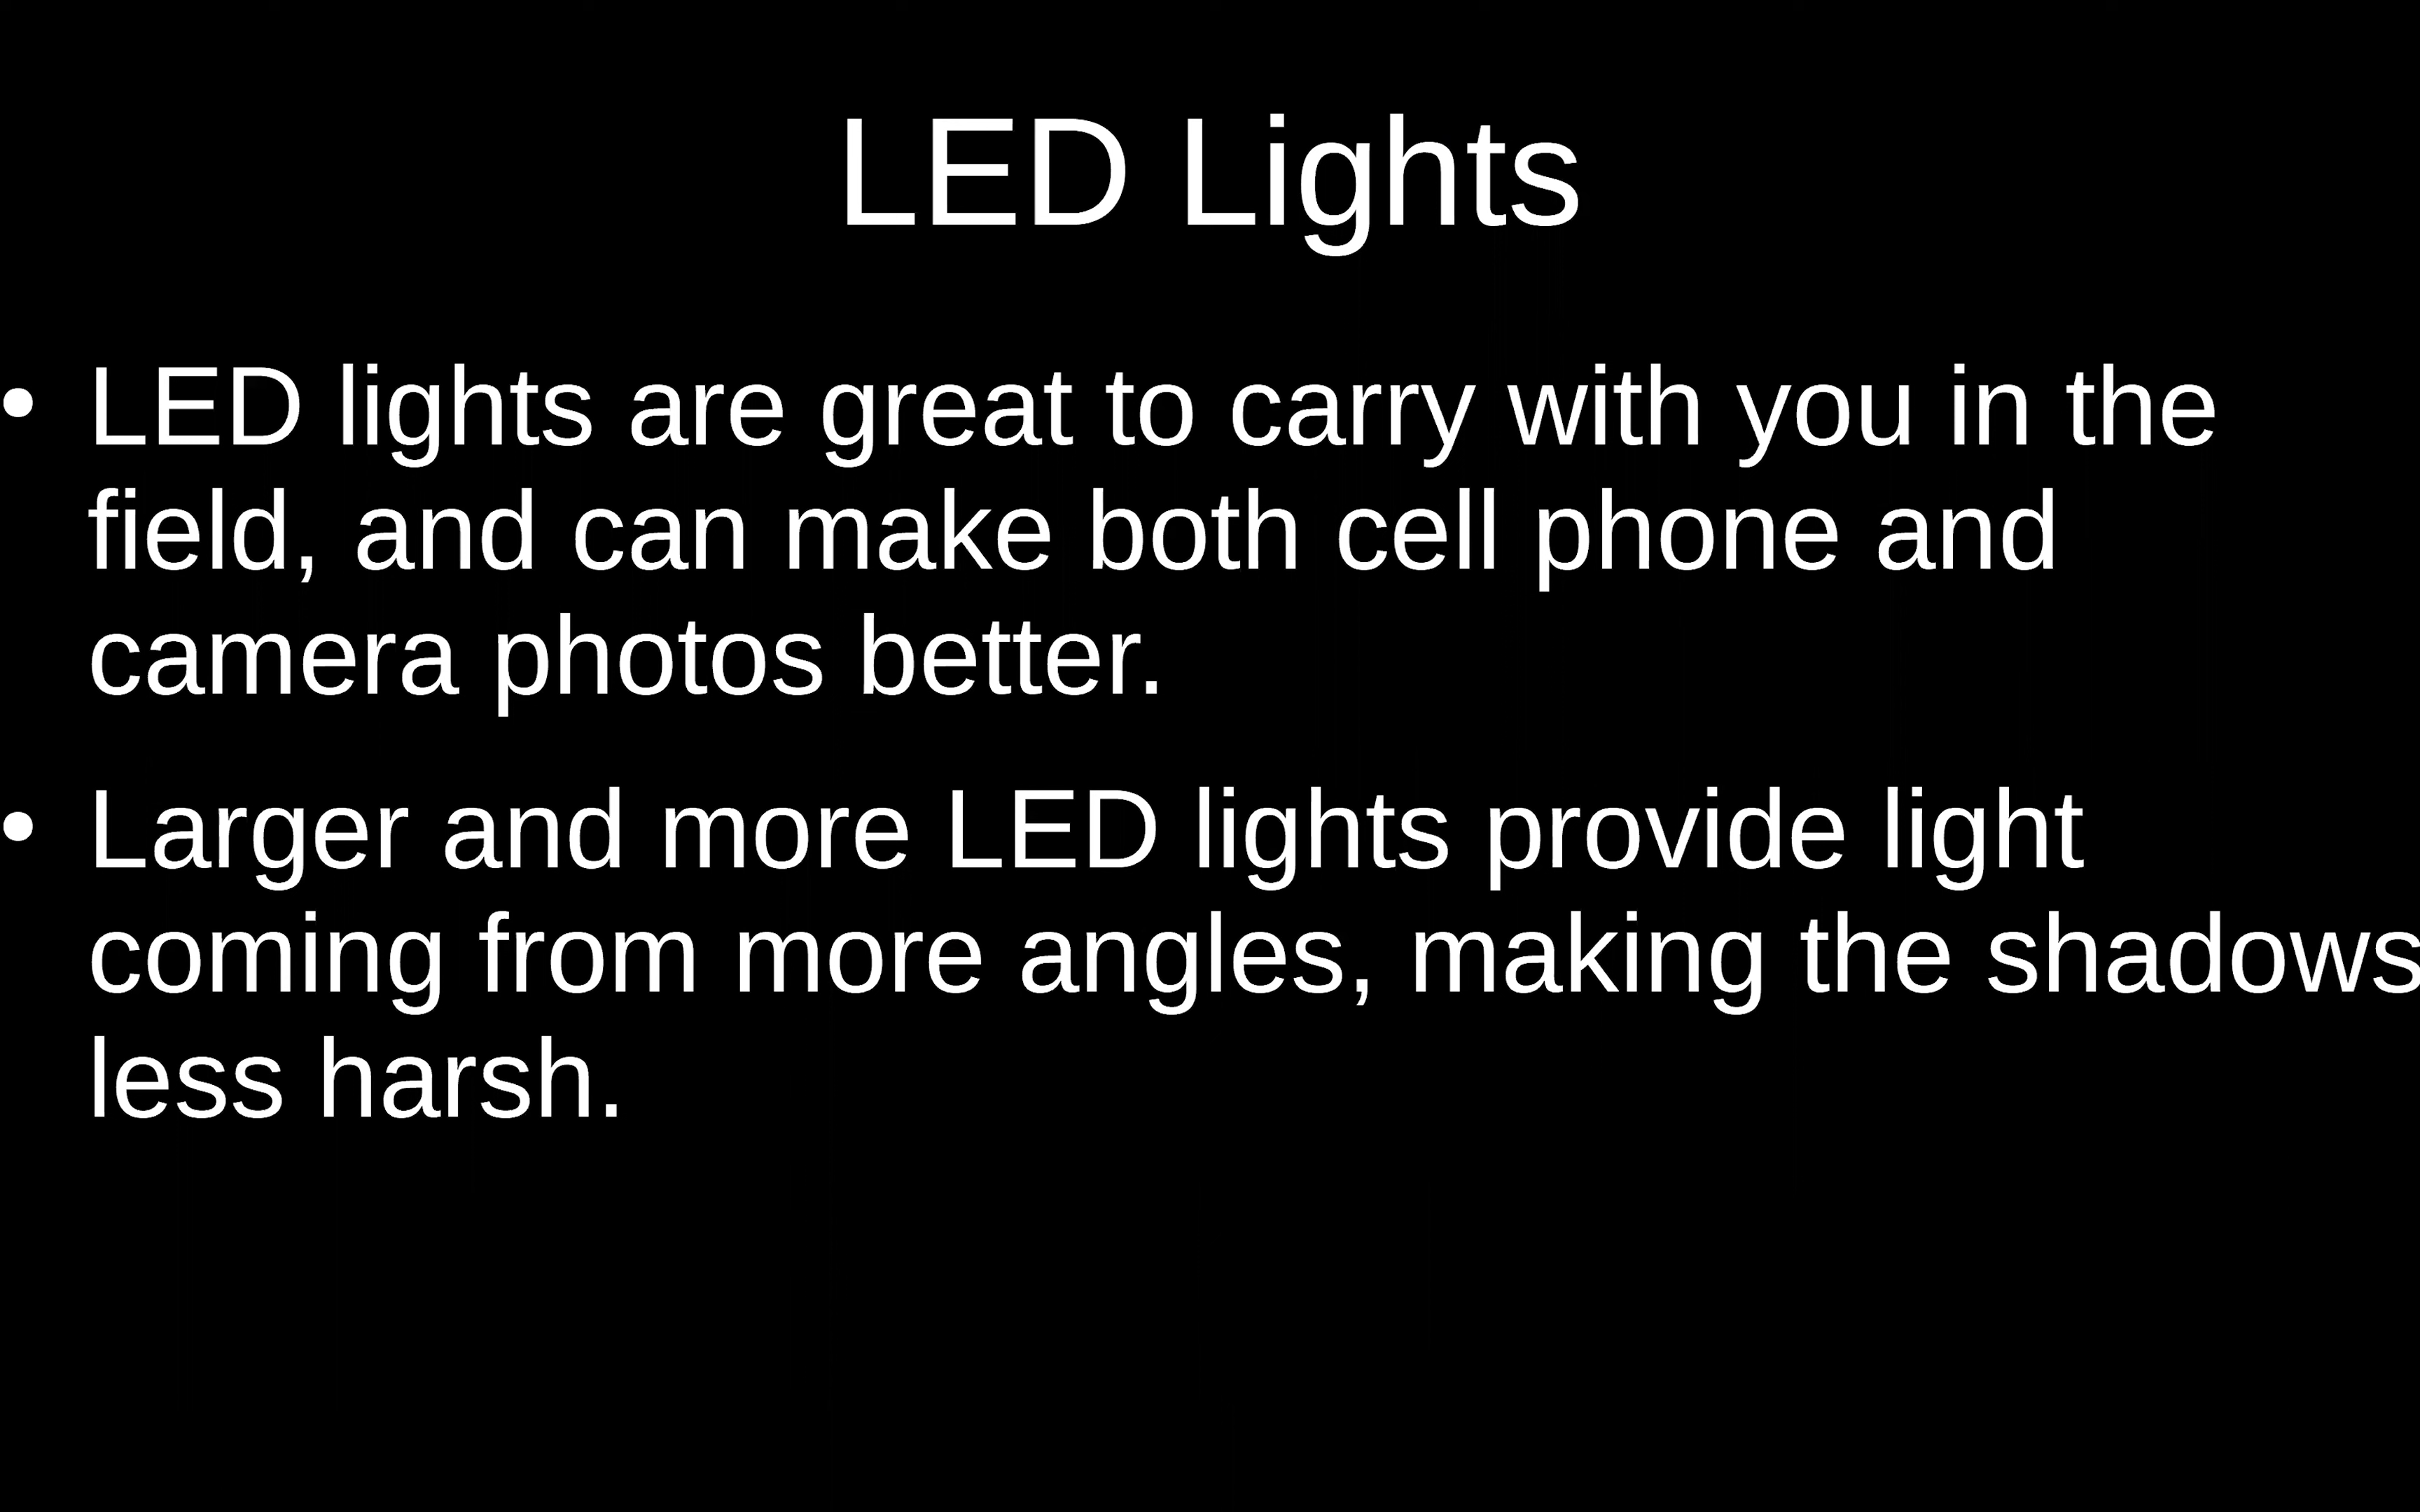 LED Lights
• LED lights are great to carry with you in the
field, and can make both cell phone and
camera photos better.
• Larger and more LED lights provide light
coming from more angles, making the shadows
less harsh.